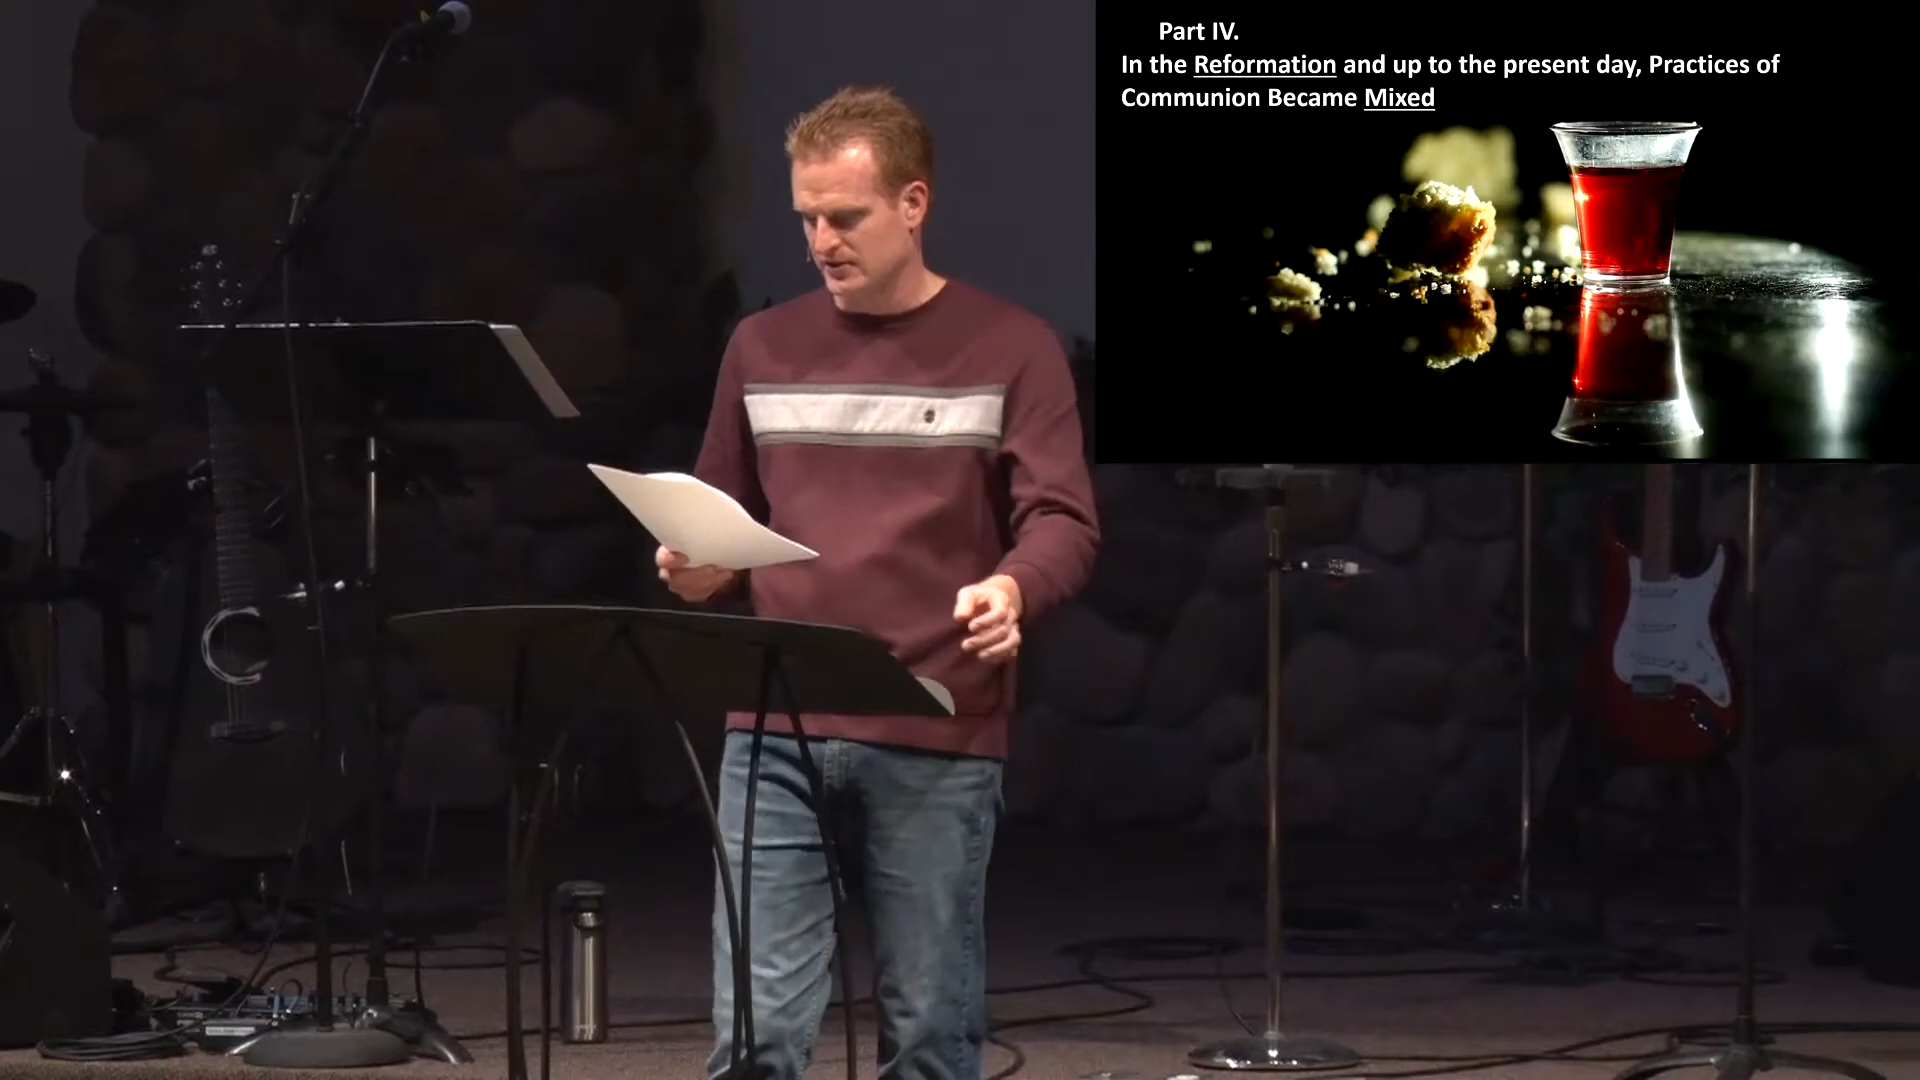 Part IV.
In the Reformation and up to the present day, Practices of
Communion Became Mixed